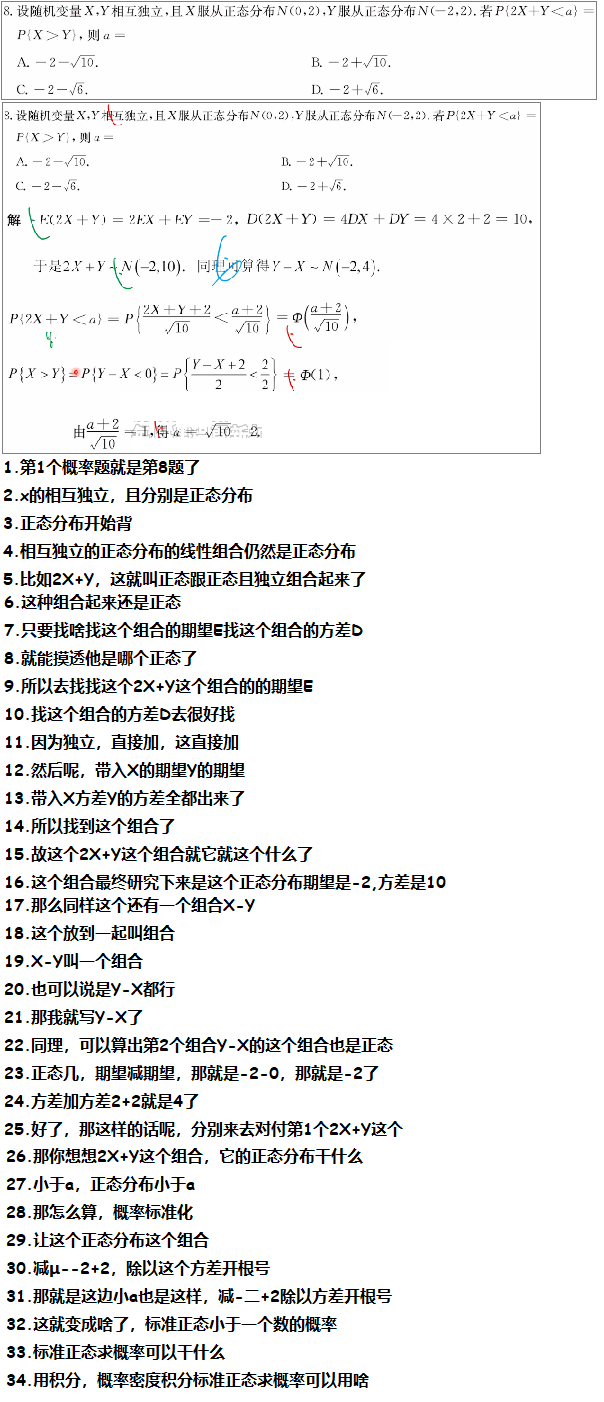 8. 设随机变量X,Y相互独立,且X服从正态分布N(0,2),Y服从正态分布N(-2,2). 若P{2X+Y<a}=
P{X>Y},则a=
A. -2-√10. B. -2+√10.
C. -2-√6. D. -2+√6.
8. 设随机变量X,Y相互独立,且X服从正态分布N(0,2),Y服从正态分布N(-2,2). 若P{2X+Y<a}=
P{X>Y},则a=
A. -2-√10. B. -2+√10.
C. -2-√6. D. -2+√6.
解 E(2X+Y)=2EX+EY=-2, D(2X+Y)=4DX+DY=4×2+2=10,
于是2X+Y~N(-2,10). 同理可算得Y-X~N(-2,4).
P{2X+Y<a}=P{(2X+Y+2)/√10<(a+2)/√10}=Φ((a+2)/√10),
P{X>Y}=P{Y-X<0}=P{(Y-X+2)/2<2/2}=Φ(1),
由(a+2)/√10=1,得a=√10-2.
1.第1个概率题就是第8题了
2.x的相互独立，且分别是正态分布
3.正态分布开始背
4.相互独立的正态分布的线性组合仍然是正态分布
5.比如2X+Y，这就叫正态跟正态且独立组合起来了
6.这种组合起来还是正态
7.只要找啥找这个组合的期望E找这个组合的方差D
8.就能摸透他是哪个正态了
9.所以去找找这个2X+Y这个组合的的期望E
10.找这个组合的方差D去很好找
11.因为独立，直接加，这直接加
12.然后呢，带入X的期望Y的期望
13.带入X方差Y的方差全都出来了
14.所以找到这个组合了
15.故这个2X+Y这个组合就它就这个什么了
16.这个组合最终研究下来是这个正态分布期望是-2,方差是10
17.那么同样这个还有一个组合X-Y
18.这个放到一起叫组合
19.X-Y叫一个组合
20.也可以说是Y-X都行
21.那我就写Y-X了
22.同理，可以算出第2个组合Y-X的这个组合也是正态
23.正态几，期望减期望，那就是-2-0，那就是-2了
24.方差加方差2+2就是4了
25.好了，那这样的话呢，分别来去对付第1个2X+Y这个
26.那你想想2X+Y这个组合，它的正态分布干什么
27.小于a，正态分布小于a
28.那怎么算，概率标准化
29.让这个正态分布这个组合
30.减μ--2+2，除以这个方差开根号
31.那就是这边小a也是这样，减-二+2除以方差开根号
32.这就变成啥了，标准正态小于一个数的概率
33.标准正态求概率可以干什么
34.用积分，概率密度积分标准正态求概率可以用啥